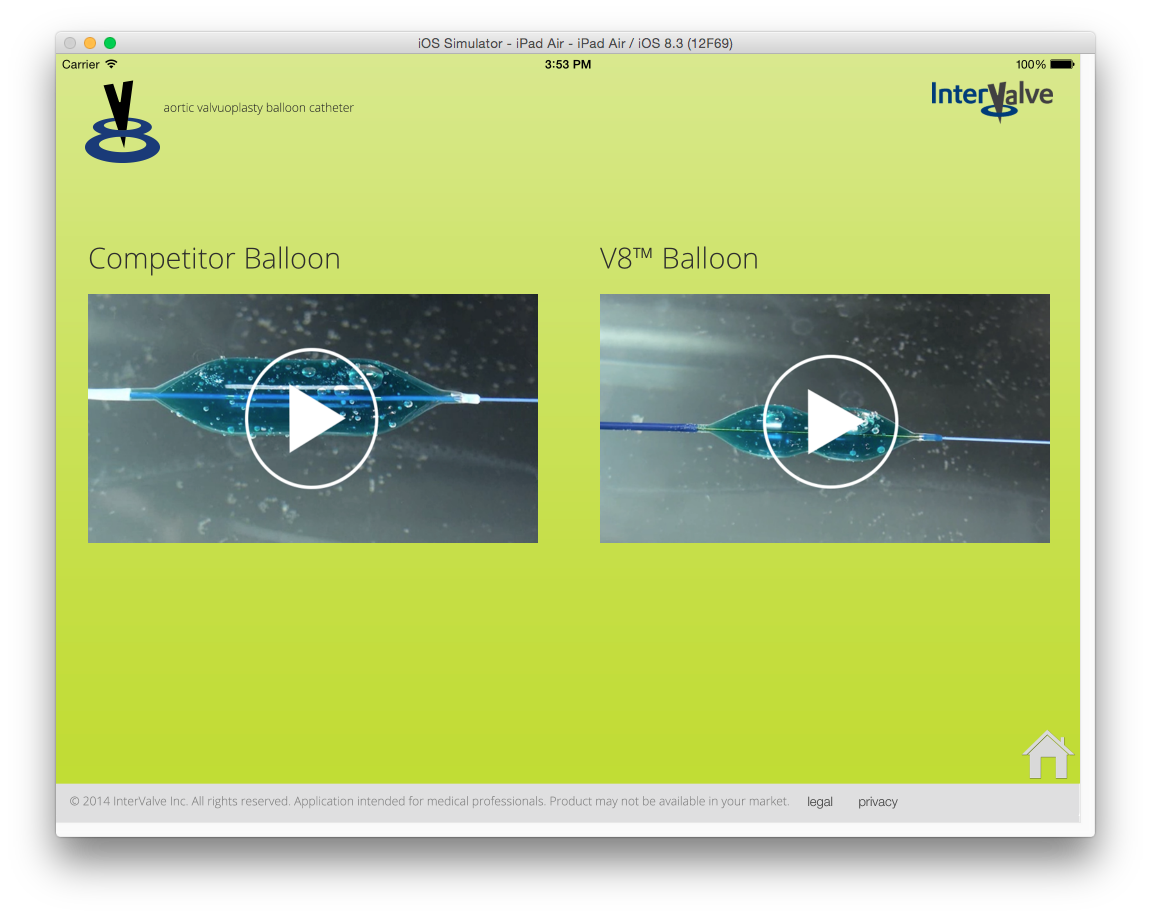 iOS Simulator - iPad Air - iPad Air / iOS 8.3 (12F69)
Carrier 3:53 PM 100%
aortic valvuoplasty balloon catheter
InterValve
Competitor Balloon
V8™ Balloon
© 2014 InterValve Inc. All rights reserved. Application intended for medical professionals. Product may not be available in your market. legal privacy